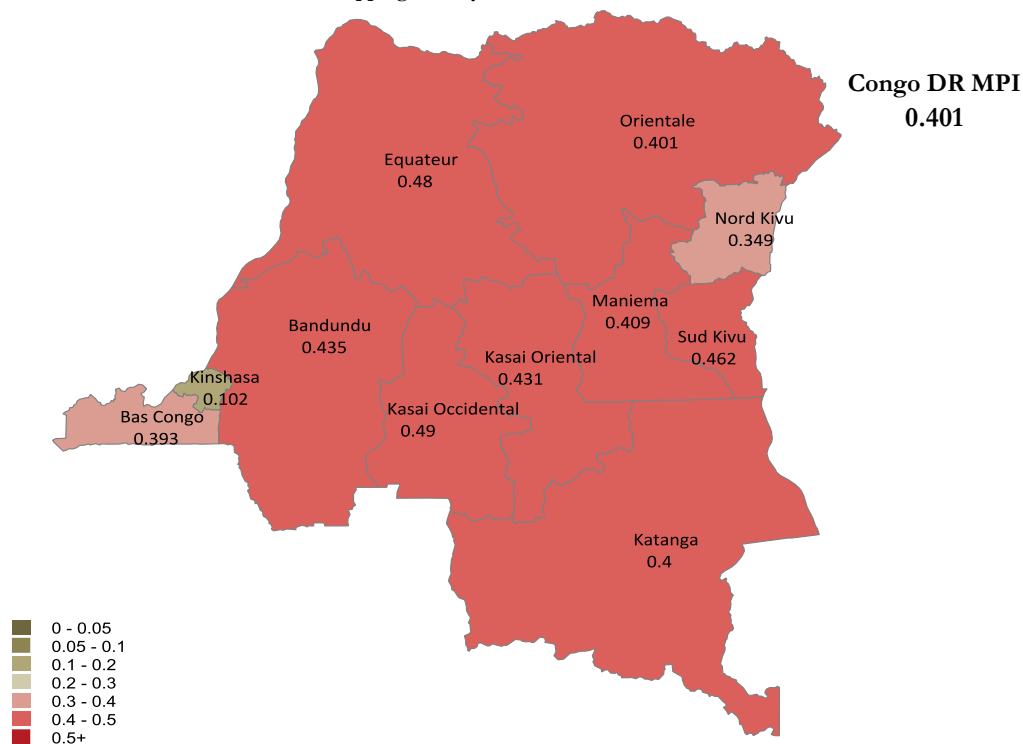 Congo DR MPI
0.401
Orientale
0.401
Equateur
0.48
Nord Kivu
0.349
Maniema
0.409
Bandundu
0.435
Sud Kivu
0.462
Kasai Oriental
0.431
Kinshasa
0.102
Kasai Occidental
0.49
Bas Congo
0.393
Katanga
0.4
0 - 0.05
0.05 - 0.1
0.1 - 0.2
0.2 - 0.3
0.3 - 0.4
0.4 - 0.5
0.5+